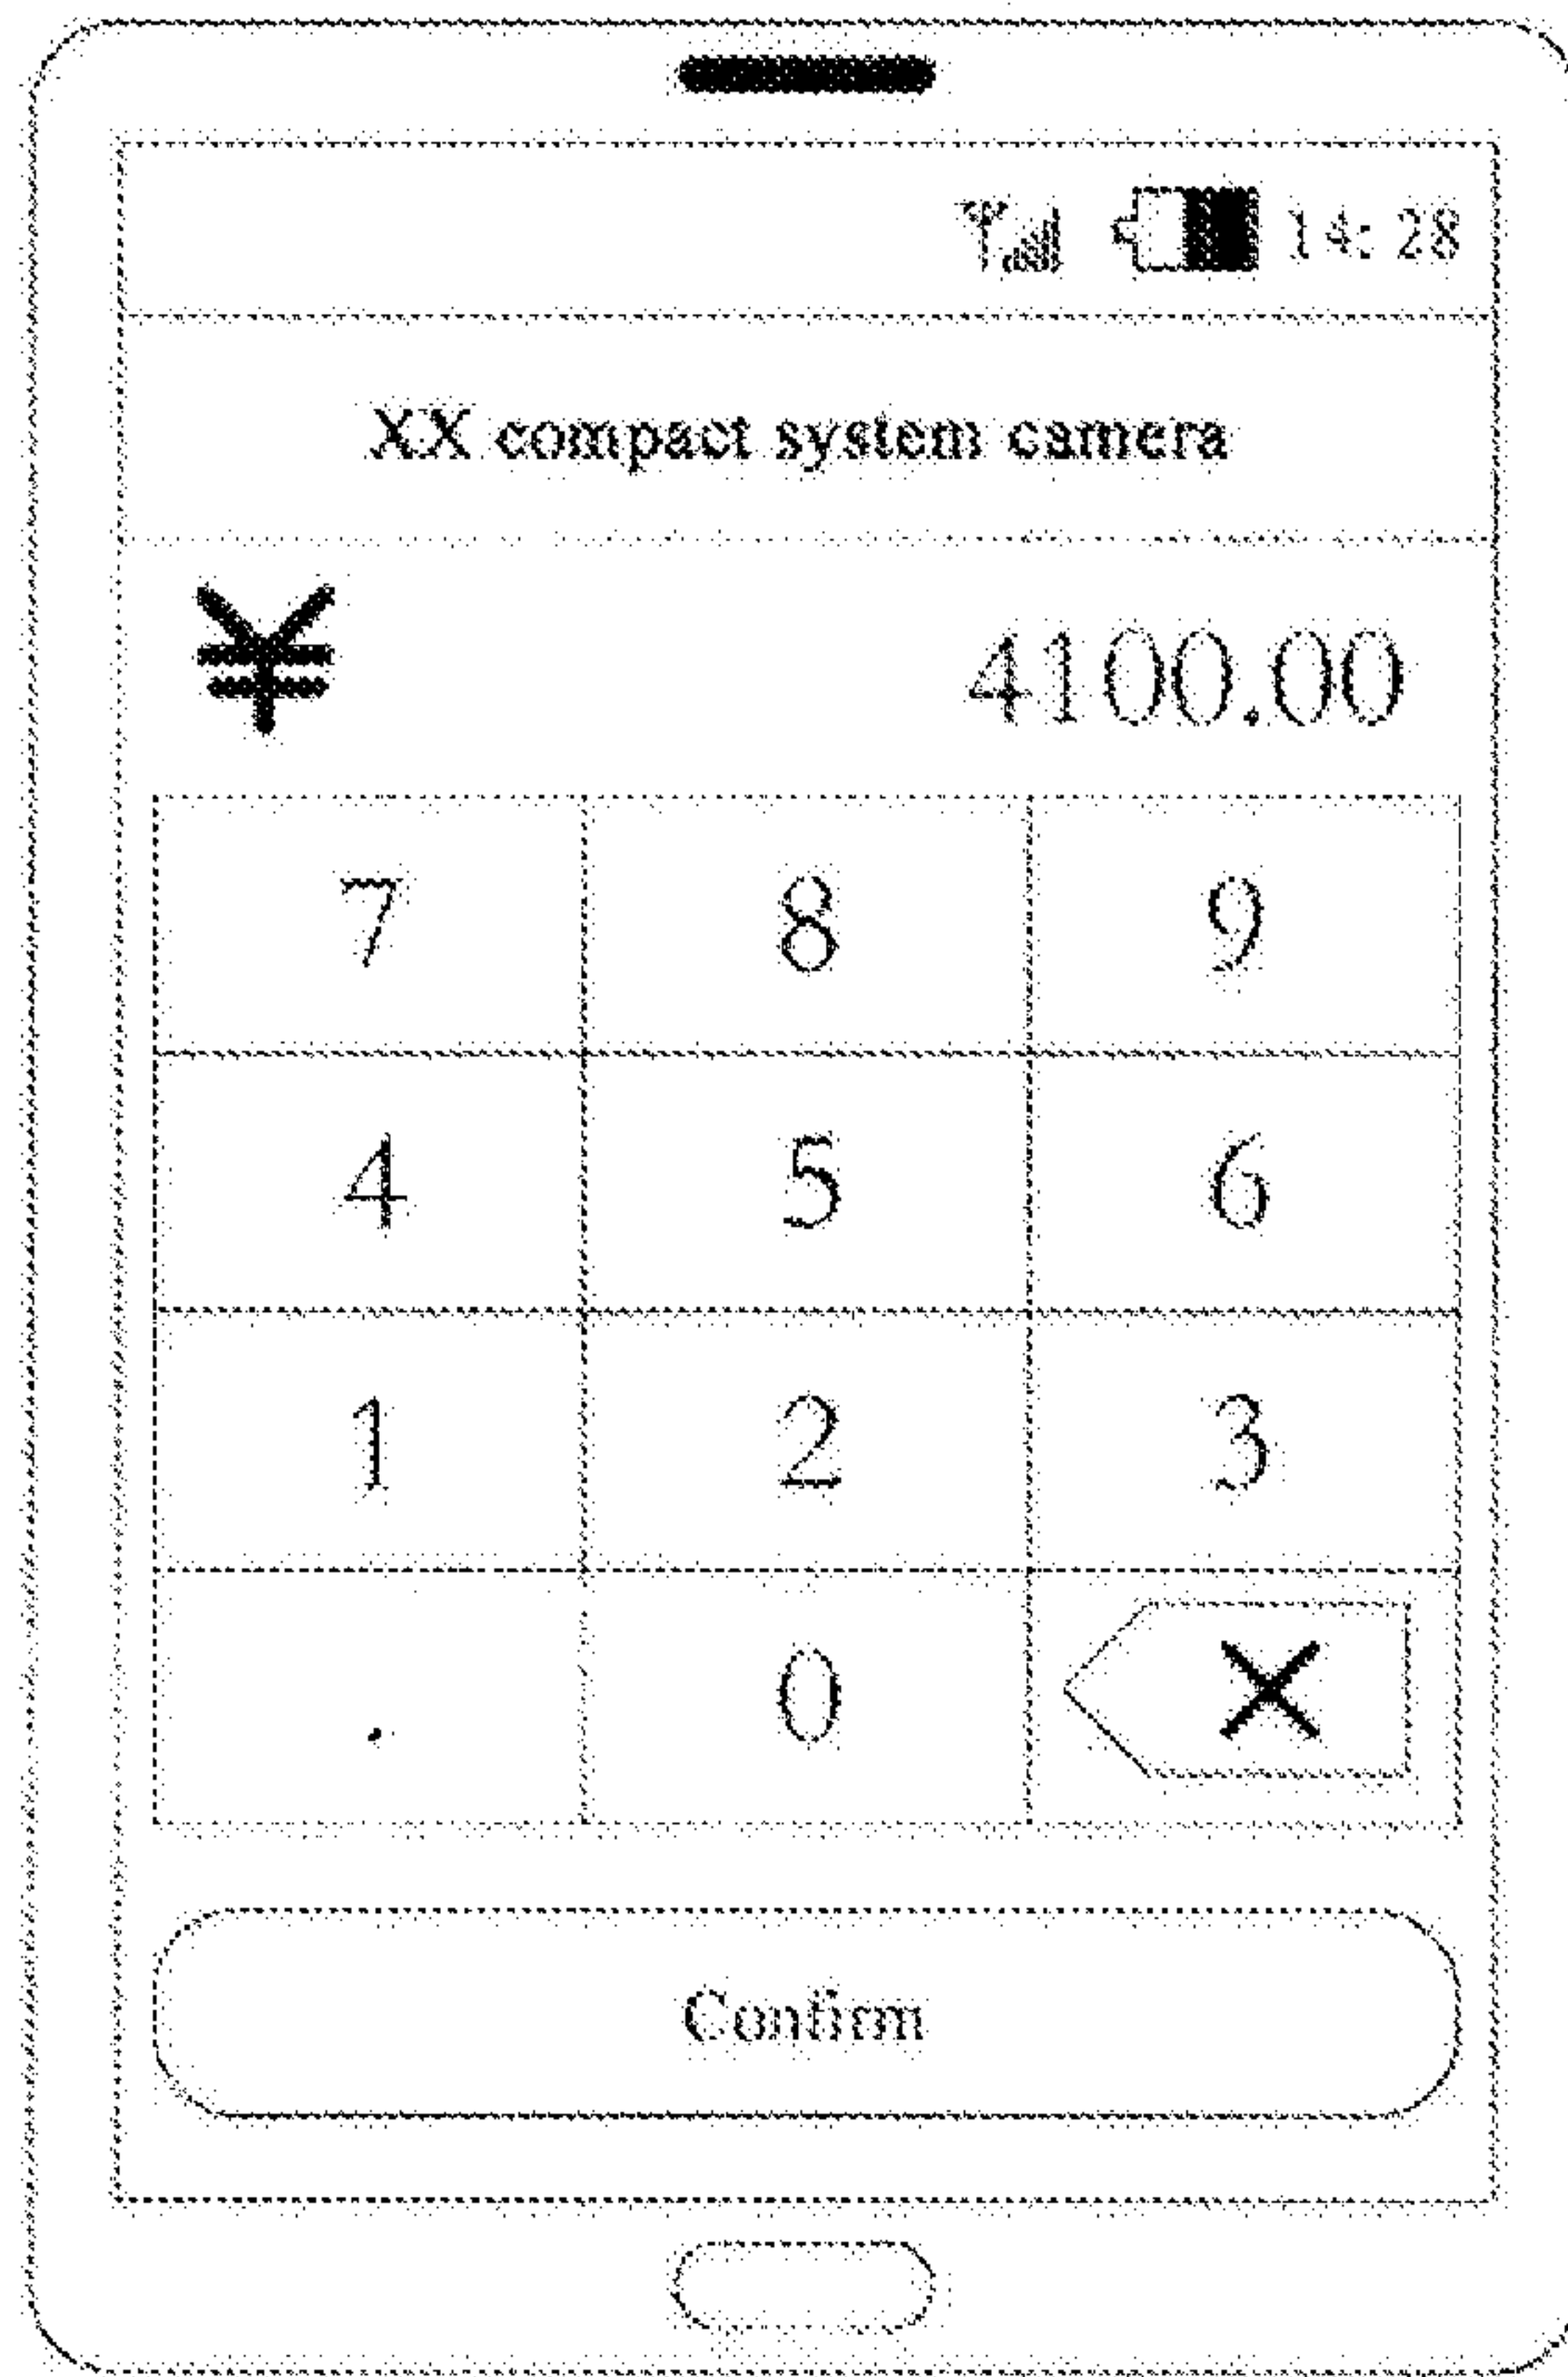 14: 28
XX compact system camera
¥ 4100.00
7 8 9
4 5 6
1 2 3
. 0 ×
Confirm